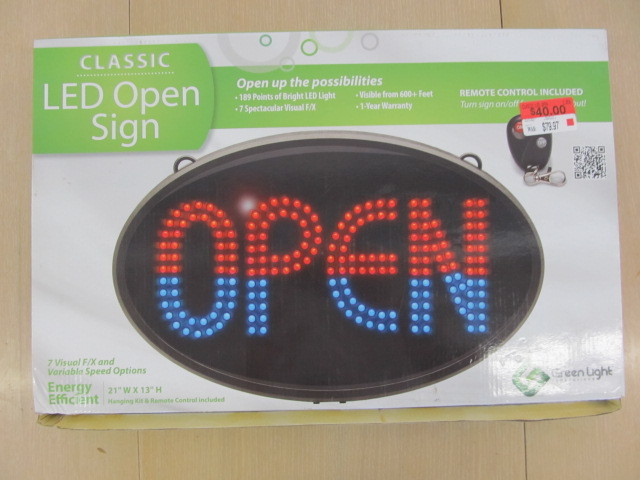 CLASSIC
LED Open
Sign
Open up the possibilities
• 189 Points of Bright LED Light
• Visible from 600+ Feet
• 7 Spectacular Visual F/X
• 1-Year Warranty
REMOTE CONTROL INCLUDED
Turn sign on/off
out!
$40.00
$79.97
OPEN
7 Visual F/X and
Variable Speed Options
Energy
Efficient
21" W X 13" H
Hanging Kit & Remote Control included
Green Light